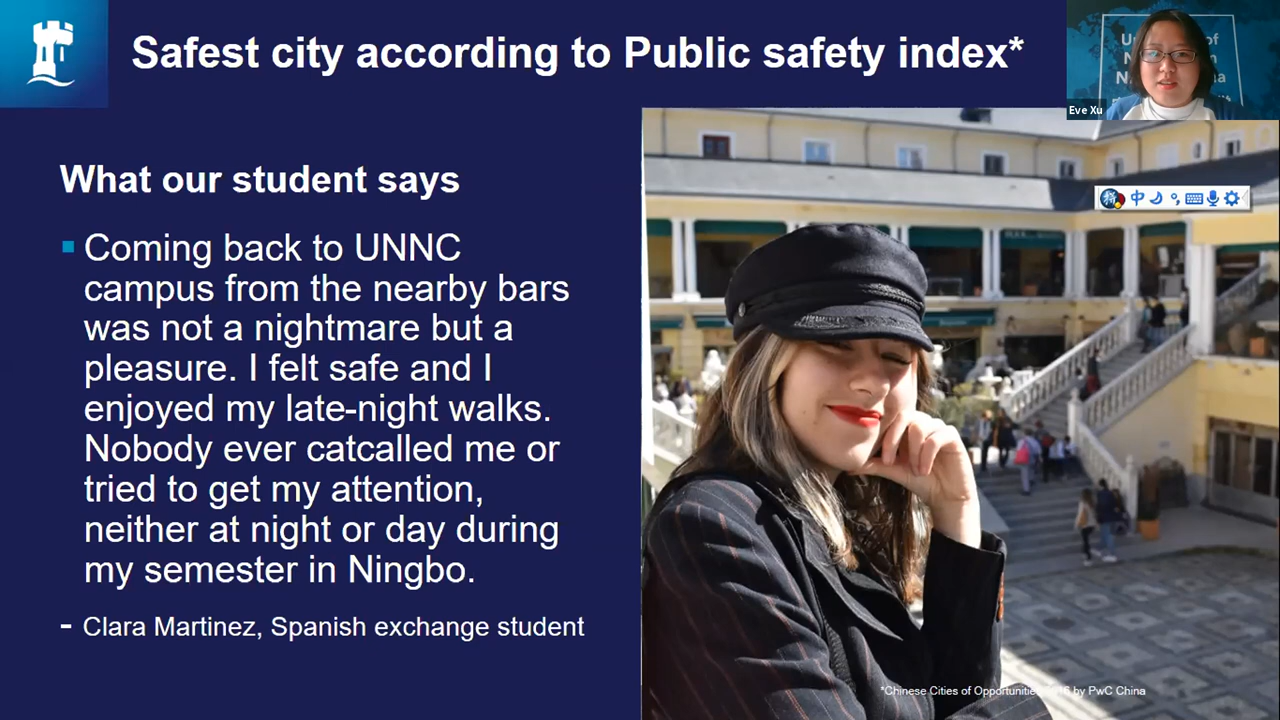 Safest city according to Public safety index*
Eve Xu
What our student says
Coming back to UNNC
campus from the nearby bars
was not a nightmare but a
pleasure. I felt safe and I
enjoyed my late-night walks.
Nobody ever catcalled me or
tried to get my attention,
neither at night or day during
my semester in Ningbo.
- Clara Martinez, Spanish exchange student
中
*Chinese Cities of by PwC China